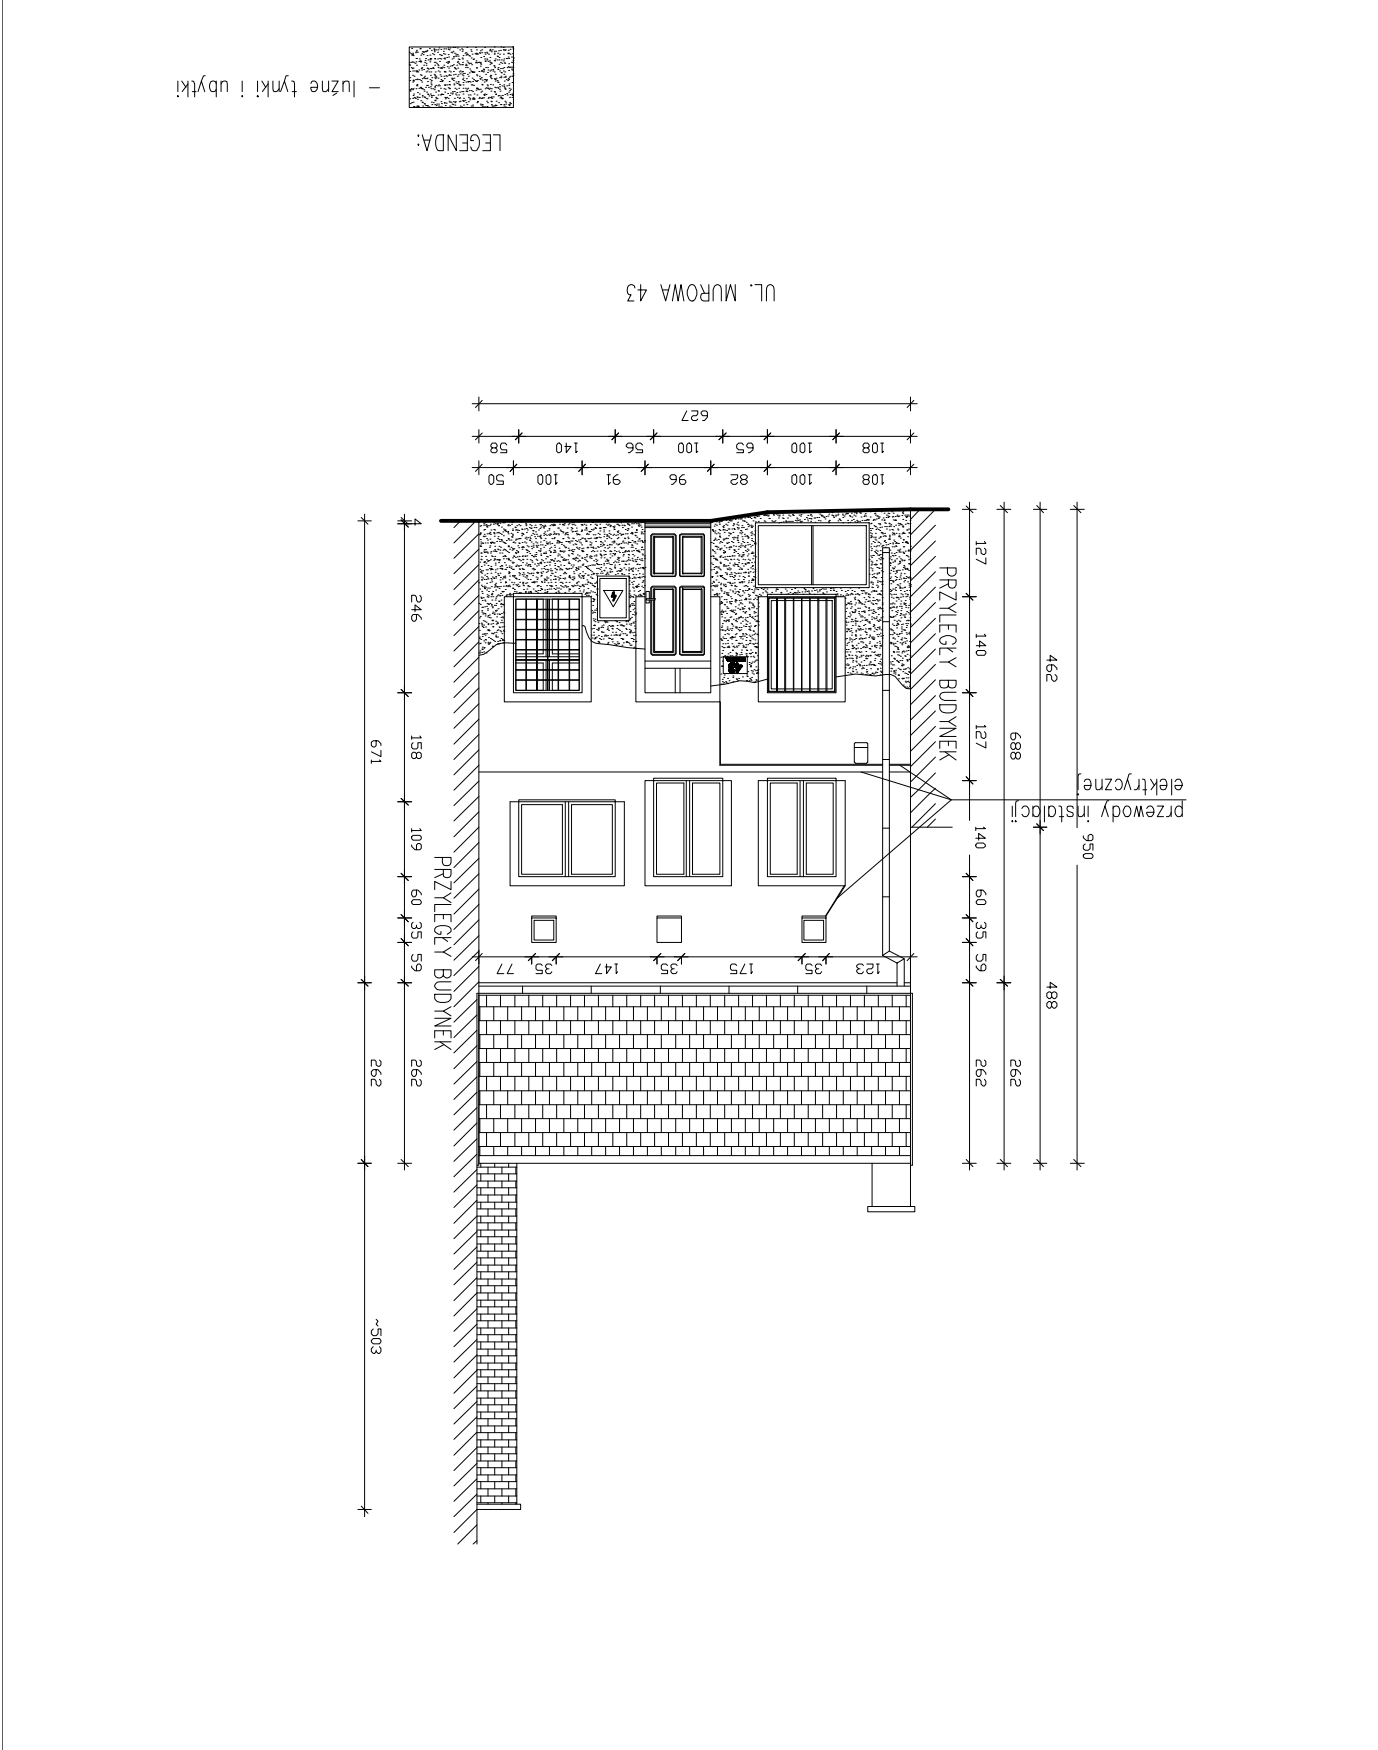 ~503
950
488
462
262
688
262
59
35
60
140
127
140
127
przewody instalacji
elektrycznej
PRZYLEGŁY BUDYNEK
123 35 175 35 147 35 77
PRZYLEGŁY BUDYNEK
262
59
35
60
109
158
246
4
262
671
108 100 82 96 91 100 50
108 100 65 100 56 140 58
627
UL. MUROWA 43
LEGENDA:
– luźne tynki i ubytki